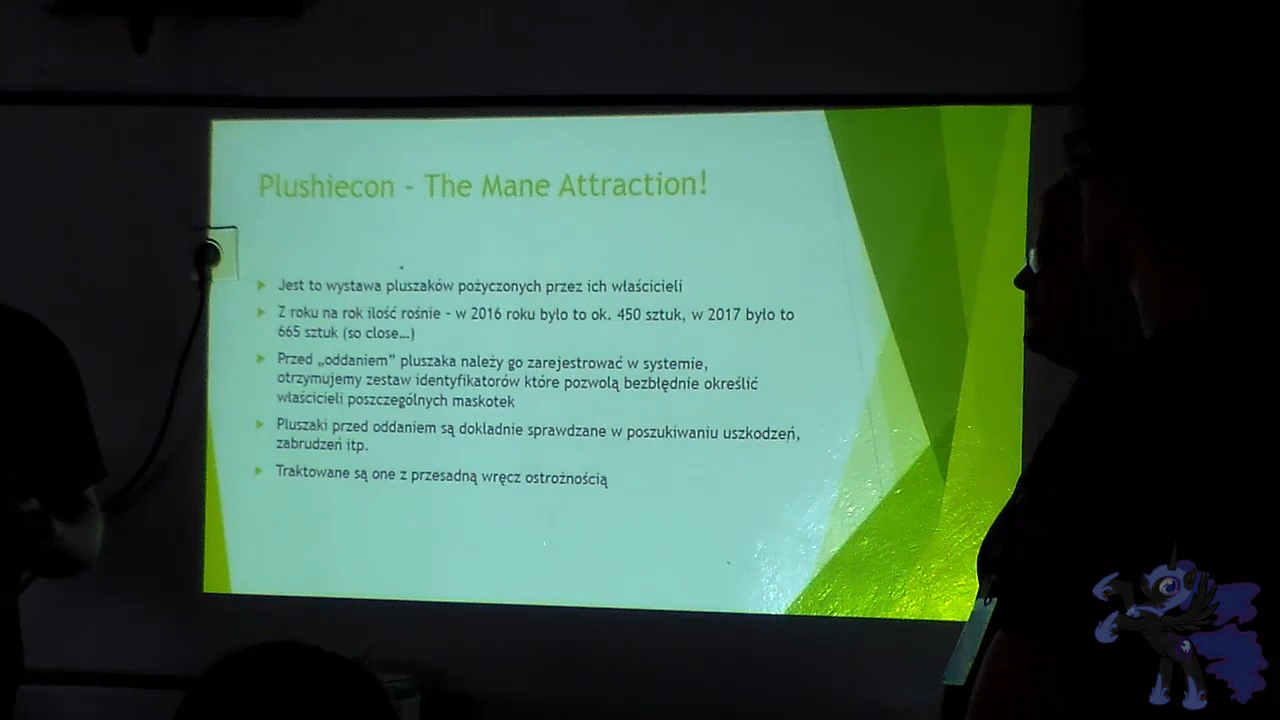 Plushiecon - The Mane Attraction!
Jest to wystawa pluszaków pożyczonych przez ich właścicieli
Z roku na rok ilość rośnie - w 2016 roku było to ok. 450 sztuk, w 2017 było to
665 sztuk (so close…)
Przed „oddaniem” pluszaka należy go zarejestrować w systemie,
otrzymujemy zestaw identyfikatorów które pozwolą bezbłędnie określić
właścicieli poszczególnych maskotek
Pluszaki przed oddaniem są dokładnie sprawdzane w poszukiwaniu uszkodzeń,
zabrudzeń itp.
Traktowane są one z przesadną wręcz ostrożnością